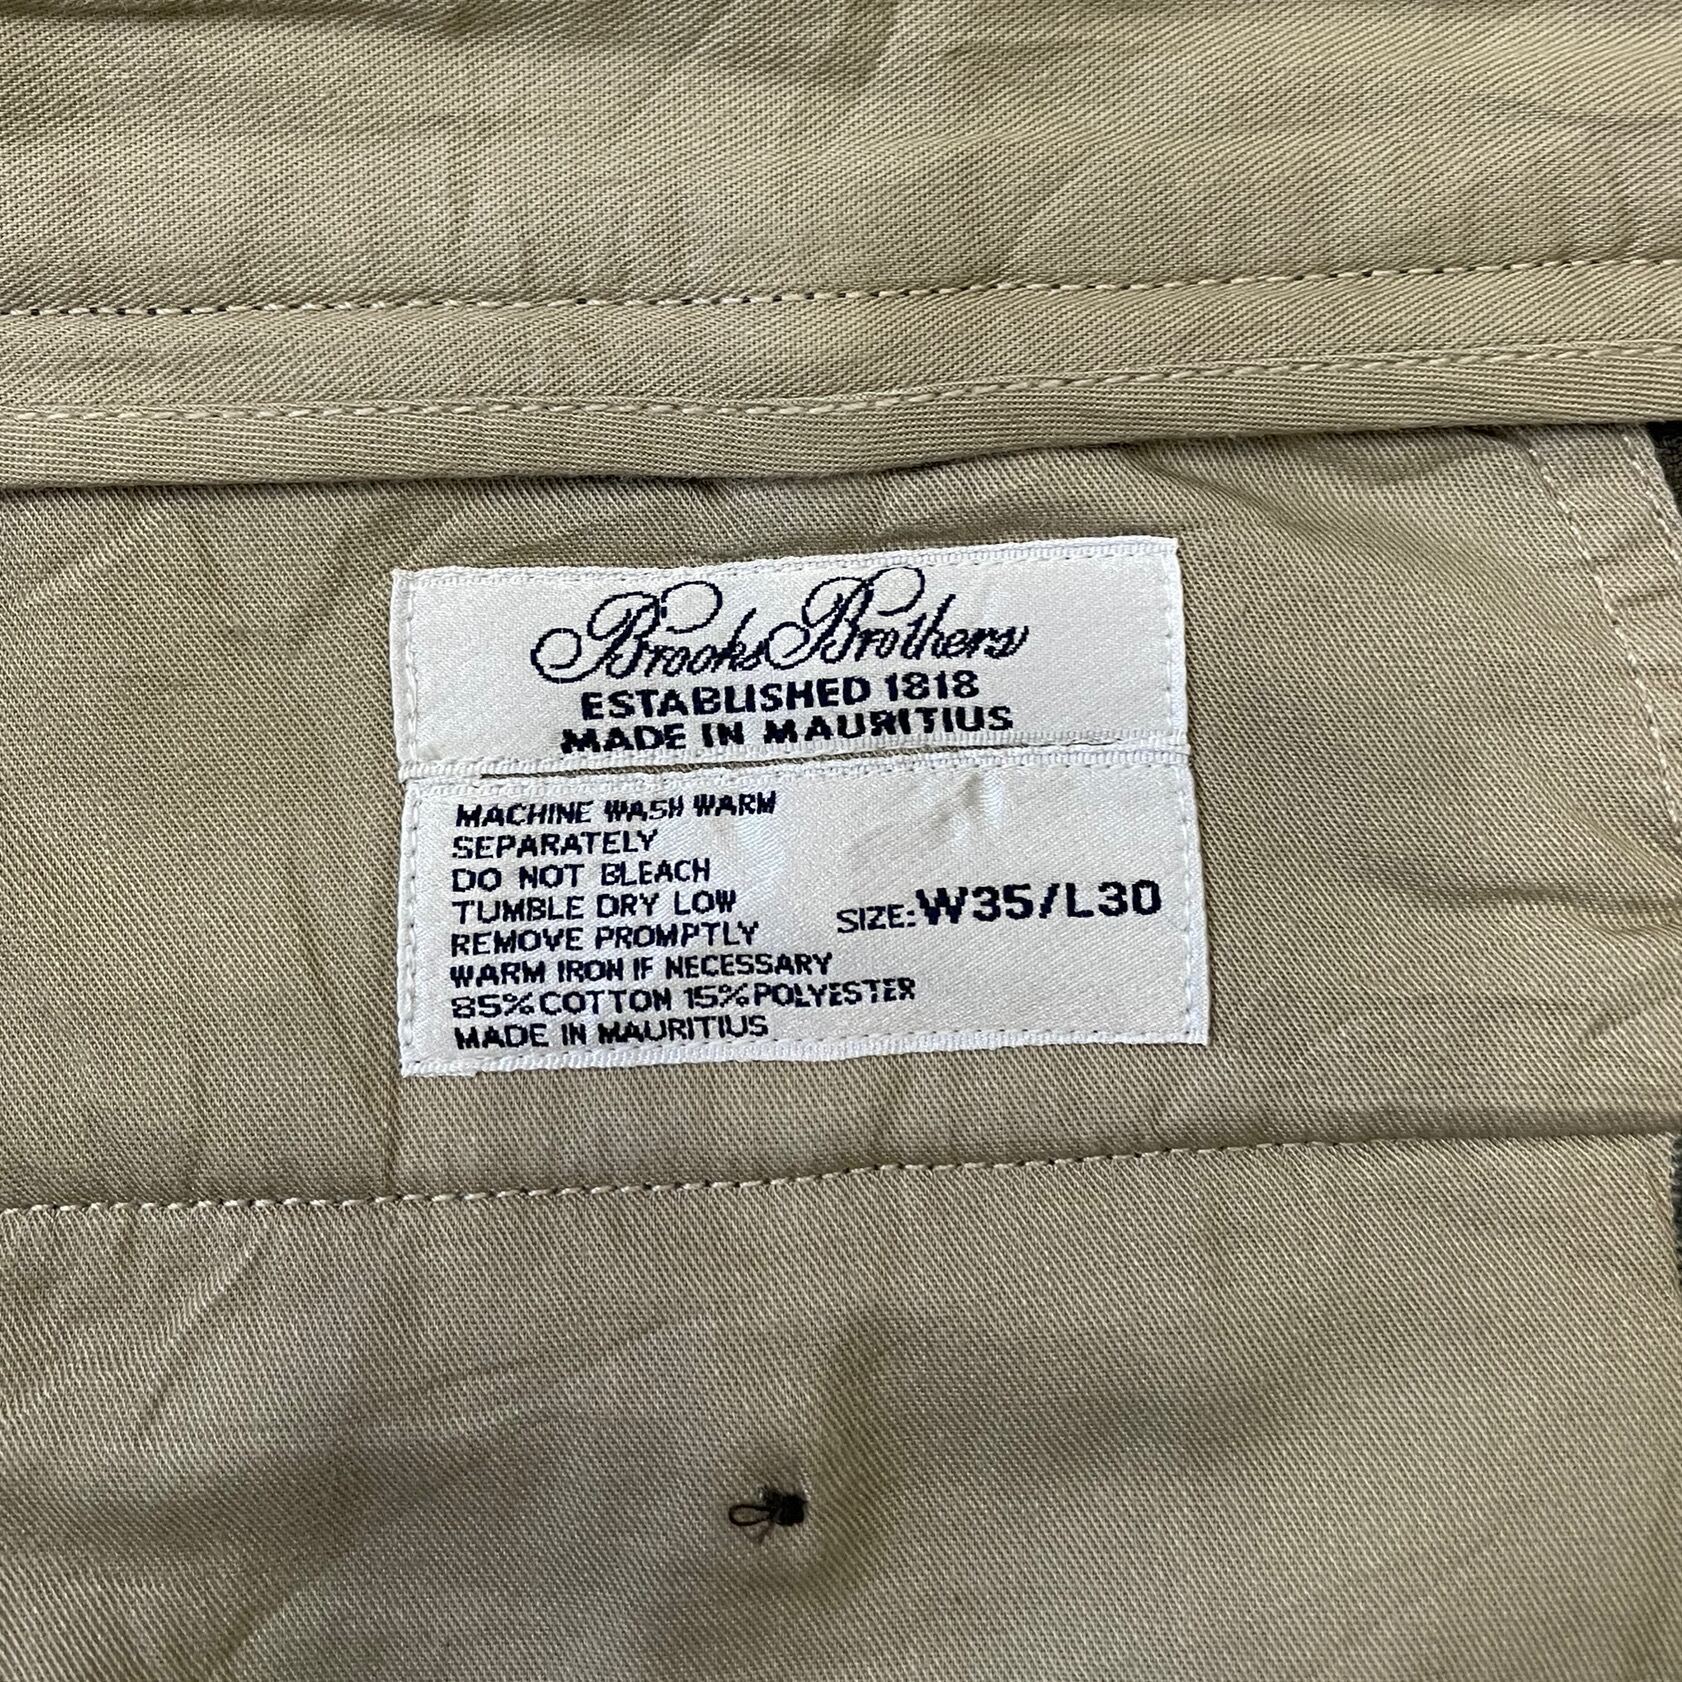 Brooks Brothers
ESTABLISHED 1818
MADE IN MAURITIUS
MACHINE WASH WARM
SEPARATELY
DO NOT BLEACH
TUMBLE DRY LOW
REMOVE PROMPTLY
WARM IRON IF NECESSARY
85% COTTON 15% POLYESTER
MADE IN MAURITIUS
SIZE: W35/L30